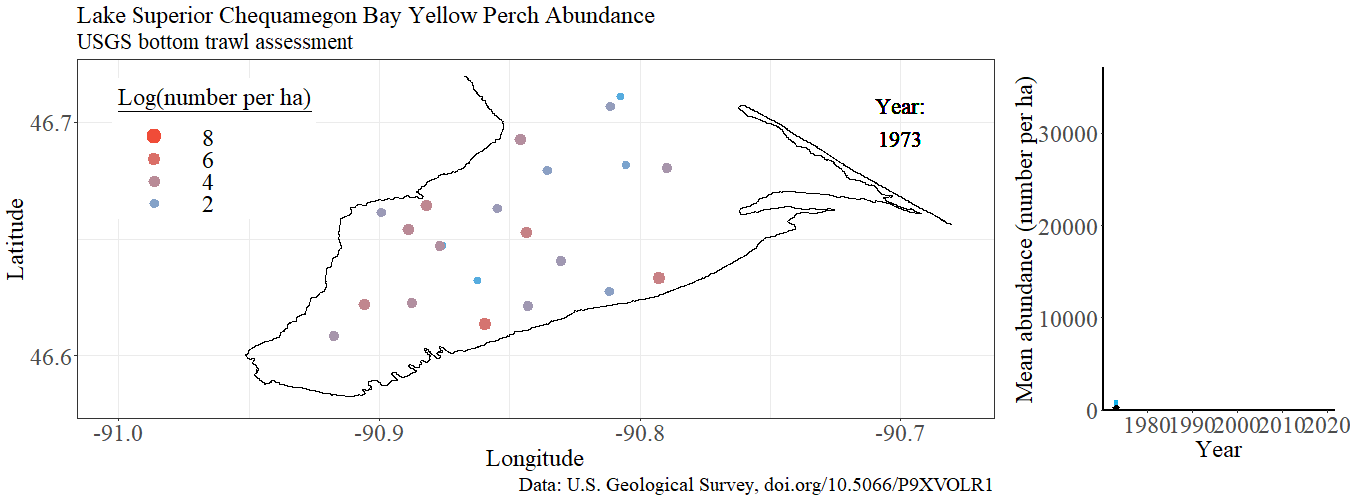 Lake Superior Chequamegon Bay Yellow Perch Abundance
USGS bottom trawl assessment
Log(number per ha)
8
6
4
2
Year:
1973
46.7
46.6
Latitude
-91.0 -90.9 -90.8 -90.7
Longitude
Data: U.S. Geological Survey, doi.org/10.5066/P9XVOLR1
Mean abundance (number per ha)
30000
20000
10000
0
1980 1990 2000 2010 2020
Year